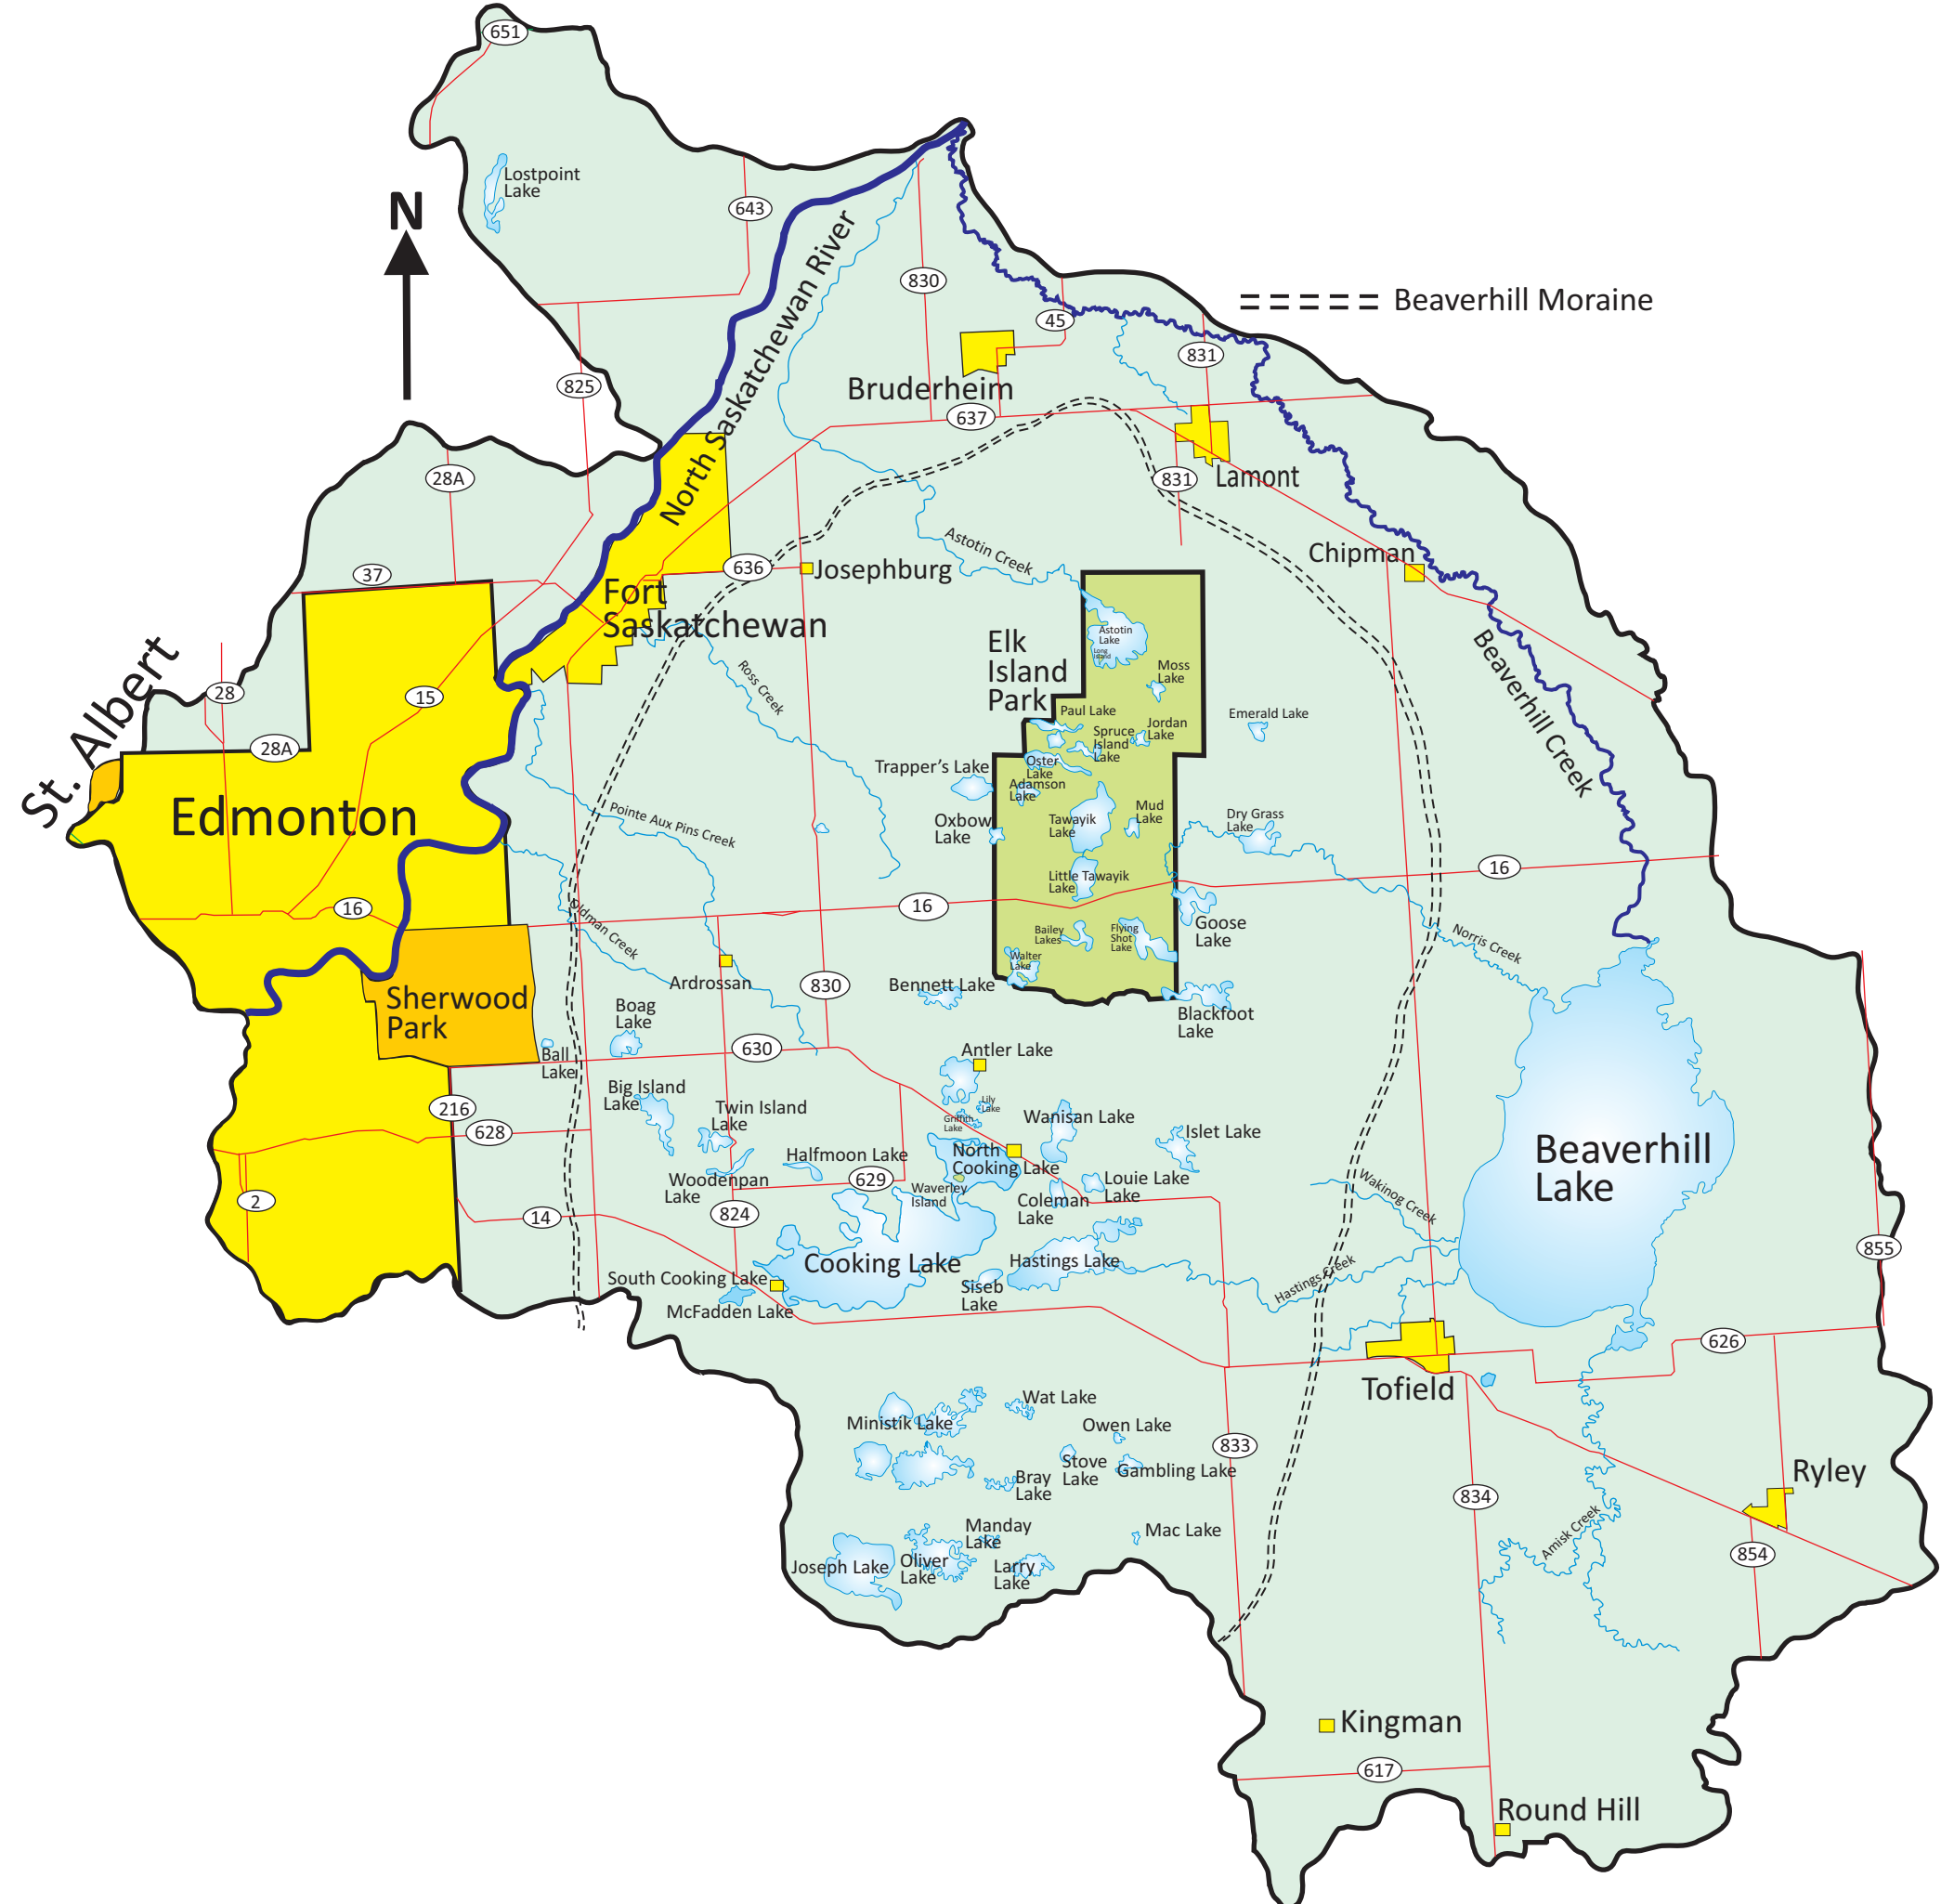 651
Lostpoint
Lake
N
643
North Saskatchewan River
830
45
===== Beaverhill Moraine
831
825
Bruderheim
637
28A
831
Lamont
Astotin Creek
Chipman
37
636
Josephburg
Fort
Saskatchewan
Elk
Island
Park
Astotin
Lake
Long
Island
Moss
Lake
Beaverhill Creek
St. Albert
28
15
Ross Creek
Paul Lake
Jordan
Lake
Emerald Lake
Spruce
Island
Lake
28A
Trapper's Lake
Oster
Lake
Adamson
Lake
Edmonton
Pointe Aux Pins Creek
Oxbow
Lake
Tawayik
Lake
Mud
Lake
Dry Grass
Lake
16
Little Tawayik
Lake
16
16
Oldman Creek
Goose
Lake
Bailey
Lakes
Flying
Shot
Lake
Norris Creek
Walter
Lake
Ardrossan
830
Bennett Lake
Sherwood
Park
Boag
Lake
Blackfoot
Lake
Ball
Lake
630
Antler Lake
Big Island
Lake
216
628
Twin Island
Lake
Lily
Lake
Griffith
Lake
Wanisan Lake
Islet Lake
Beaverhill
Lake
Halfmoon Lake
North
Cooking Lake
Woodenpan
Lake
629
Waverley
Island
Louie Lake
Lake
Coleman
Lake
Wakinog Creek
2
14
824
855
Cooking Lake
Hastings Lake
South Cooking Lake
Siseb
Lake
Hastings Creek
McFadden Lake
626
Tofield
Wat Lake
Ministik Lake
Owen Lake
833
Stove
Lake
Gambling Lake
Bray
Lake
834
Ryley
Manday
Lake
Mac Lake
Amisk Creek
854
Joseph Lake
Oliver
Lake
Larry
Lake
Kingman
617
Round Hill